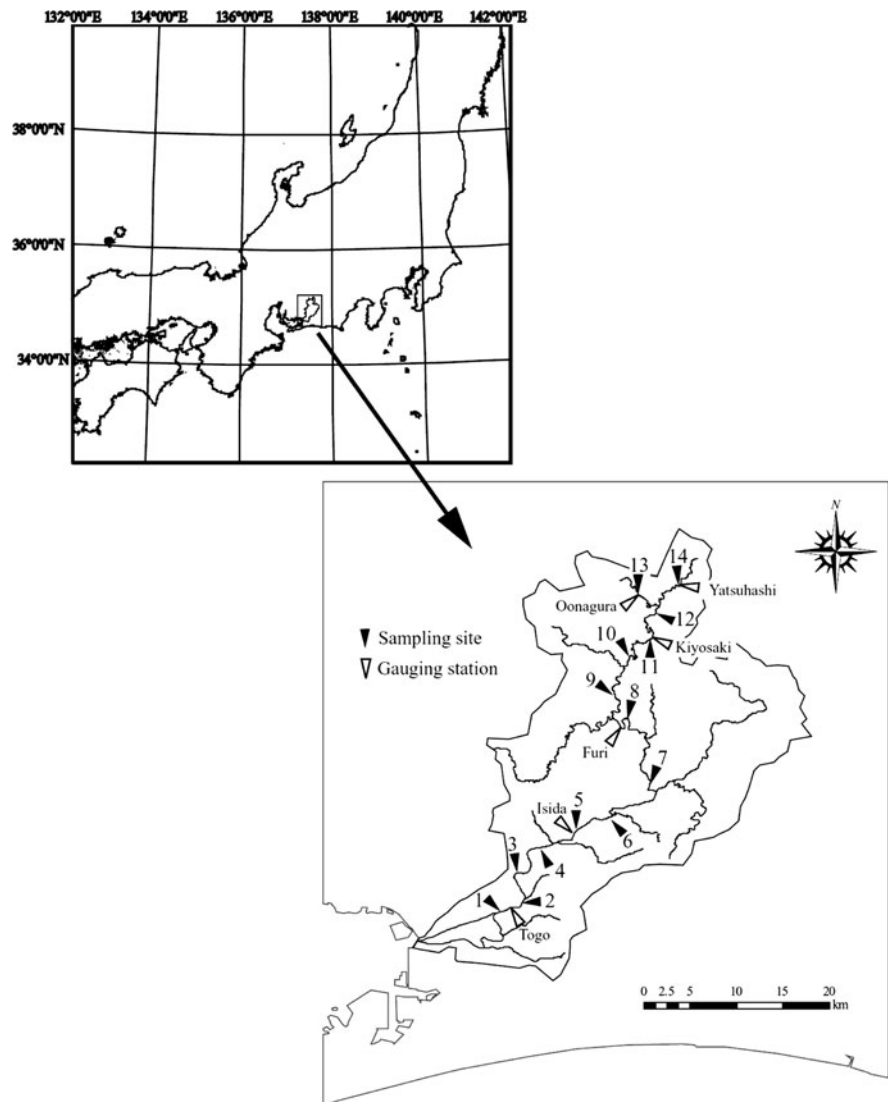 132°0'0"E 134°0'0"E 136°0'0"E 138°0'0"E 140°0'0"E 142°0'0"E
38°0'0"N
36°0'0"N
34°0'0"N
N
13
14
Yatsuhashi
Oonagura
12
Sampling site
10
Kiyosaki
11
Gauging station
9
8
Furi
7
Isida
5
6
3
4
1
2
Togo
0 2.5 5 10 15 20
km